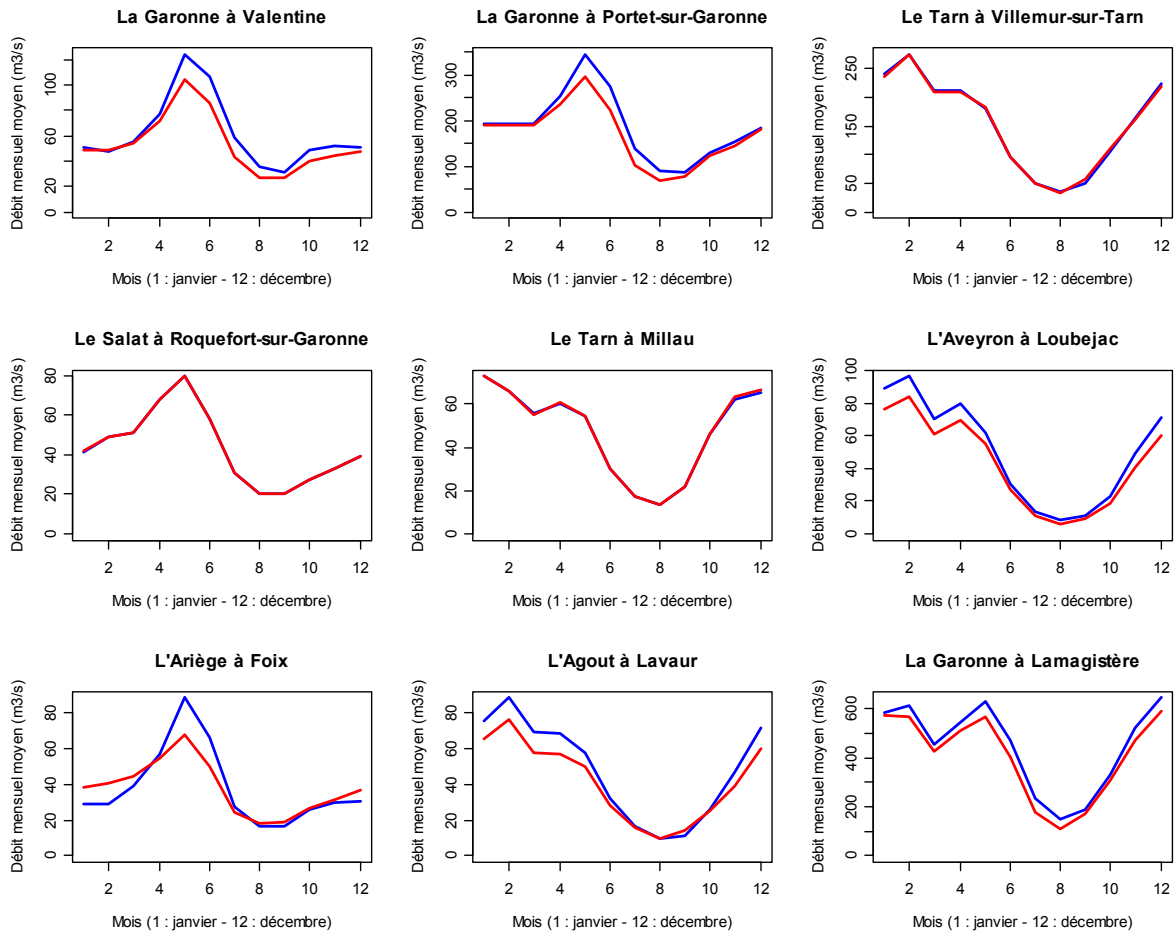 La Garonne à Valentine
Débit mensuel moyen (m3/s)
0 20 60 100
2 4 6 8 10 12
Mois (1 : janvier - 12 : décembre)
La Garonne à Portet-sur-Garonne
Débit mensuel moyen (m3/s)
0 100 200 300
2 4 6 8 10 12
Mois (1 : janvier - 12 : décembre)
Le Tarn à Villemur-sur-Tarn
Débit mensuel moyen (m3/s)
0 50 150 250
2 4 6 8 10 12
Mois (1 : janvier - 12 : décembre)
Le Salat à Roquefort-sur-Garonne
Débit mensuel moyen (m3/s)
0 20 40 60 80
2 4 6 8 10 12
Mois (1 : janvier - 12 : décembre)
Le Tarn à Millau
Débit mensuel moyen (m3/s)
0 20 40 60
2 4 6 8 10 12
Mois (1 : janvier - 12 : décembre)
L'Aveyron à Loubejac
Débit mensuel moyen (m3/s)
0 20 40 60 80 100
2 4 6 8 10 12
Mois (1 : janvier - 12 : décembre)
L'Ariège à Foix
Débit mensuel moyen (m3/s)
0 20 40 60 80
2 4 6 8 10 12
Mois (1 : janvier - 12 : décembre)
L'Agout à Lavaur
Débit mensuel moyen (m3/s)
0 20 40 60 80
2 4 6 8 10 12
Mois (1 : janvier - 12 : décembre)
La Garonne à Lamagistère
Débit mensuel moyen (m3/s)
0 200 400 600
2 4 6 8 10 12
Mois (1 : janvier - 12 : décembre)